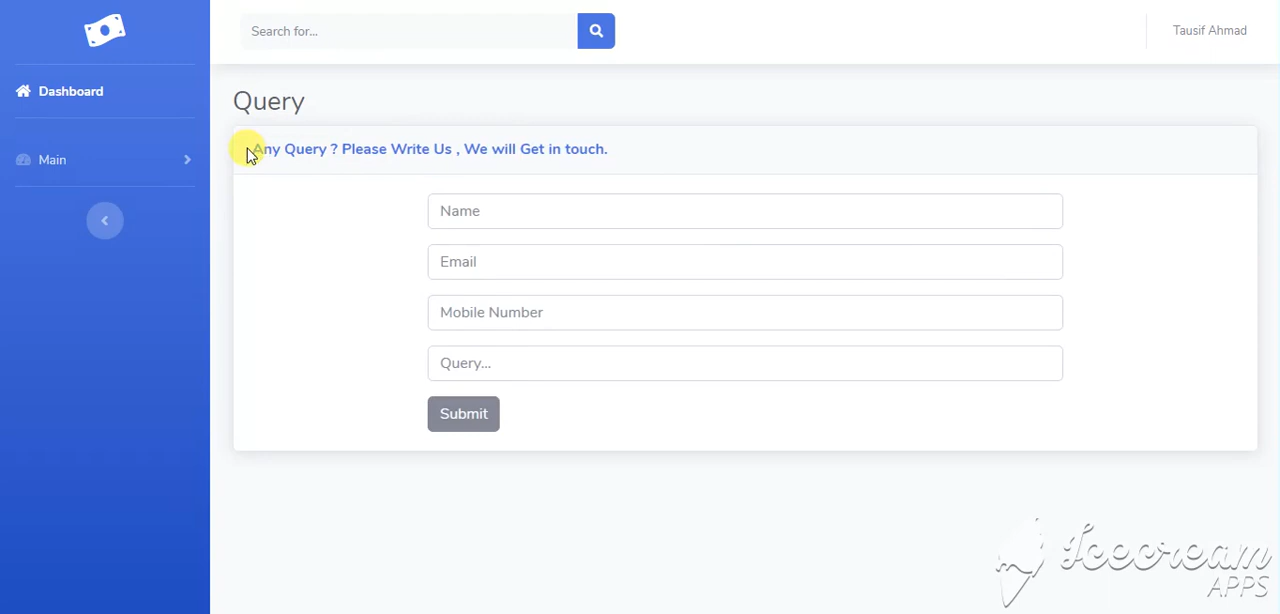 Search for...
Tausif Ahmad
Dashboard
Main
Query
Any Query ? Please Write Us , We will Get in touch.
Name
Email
Mobile Number
Query...
Submit
Icecream
APPS